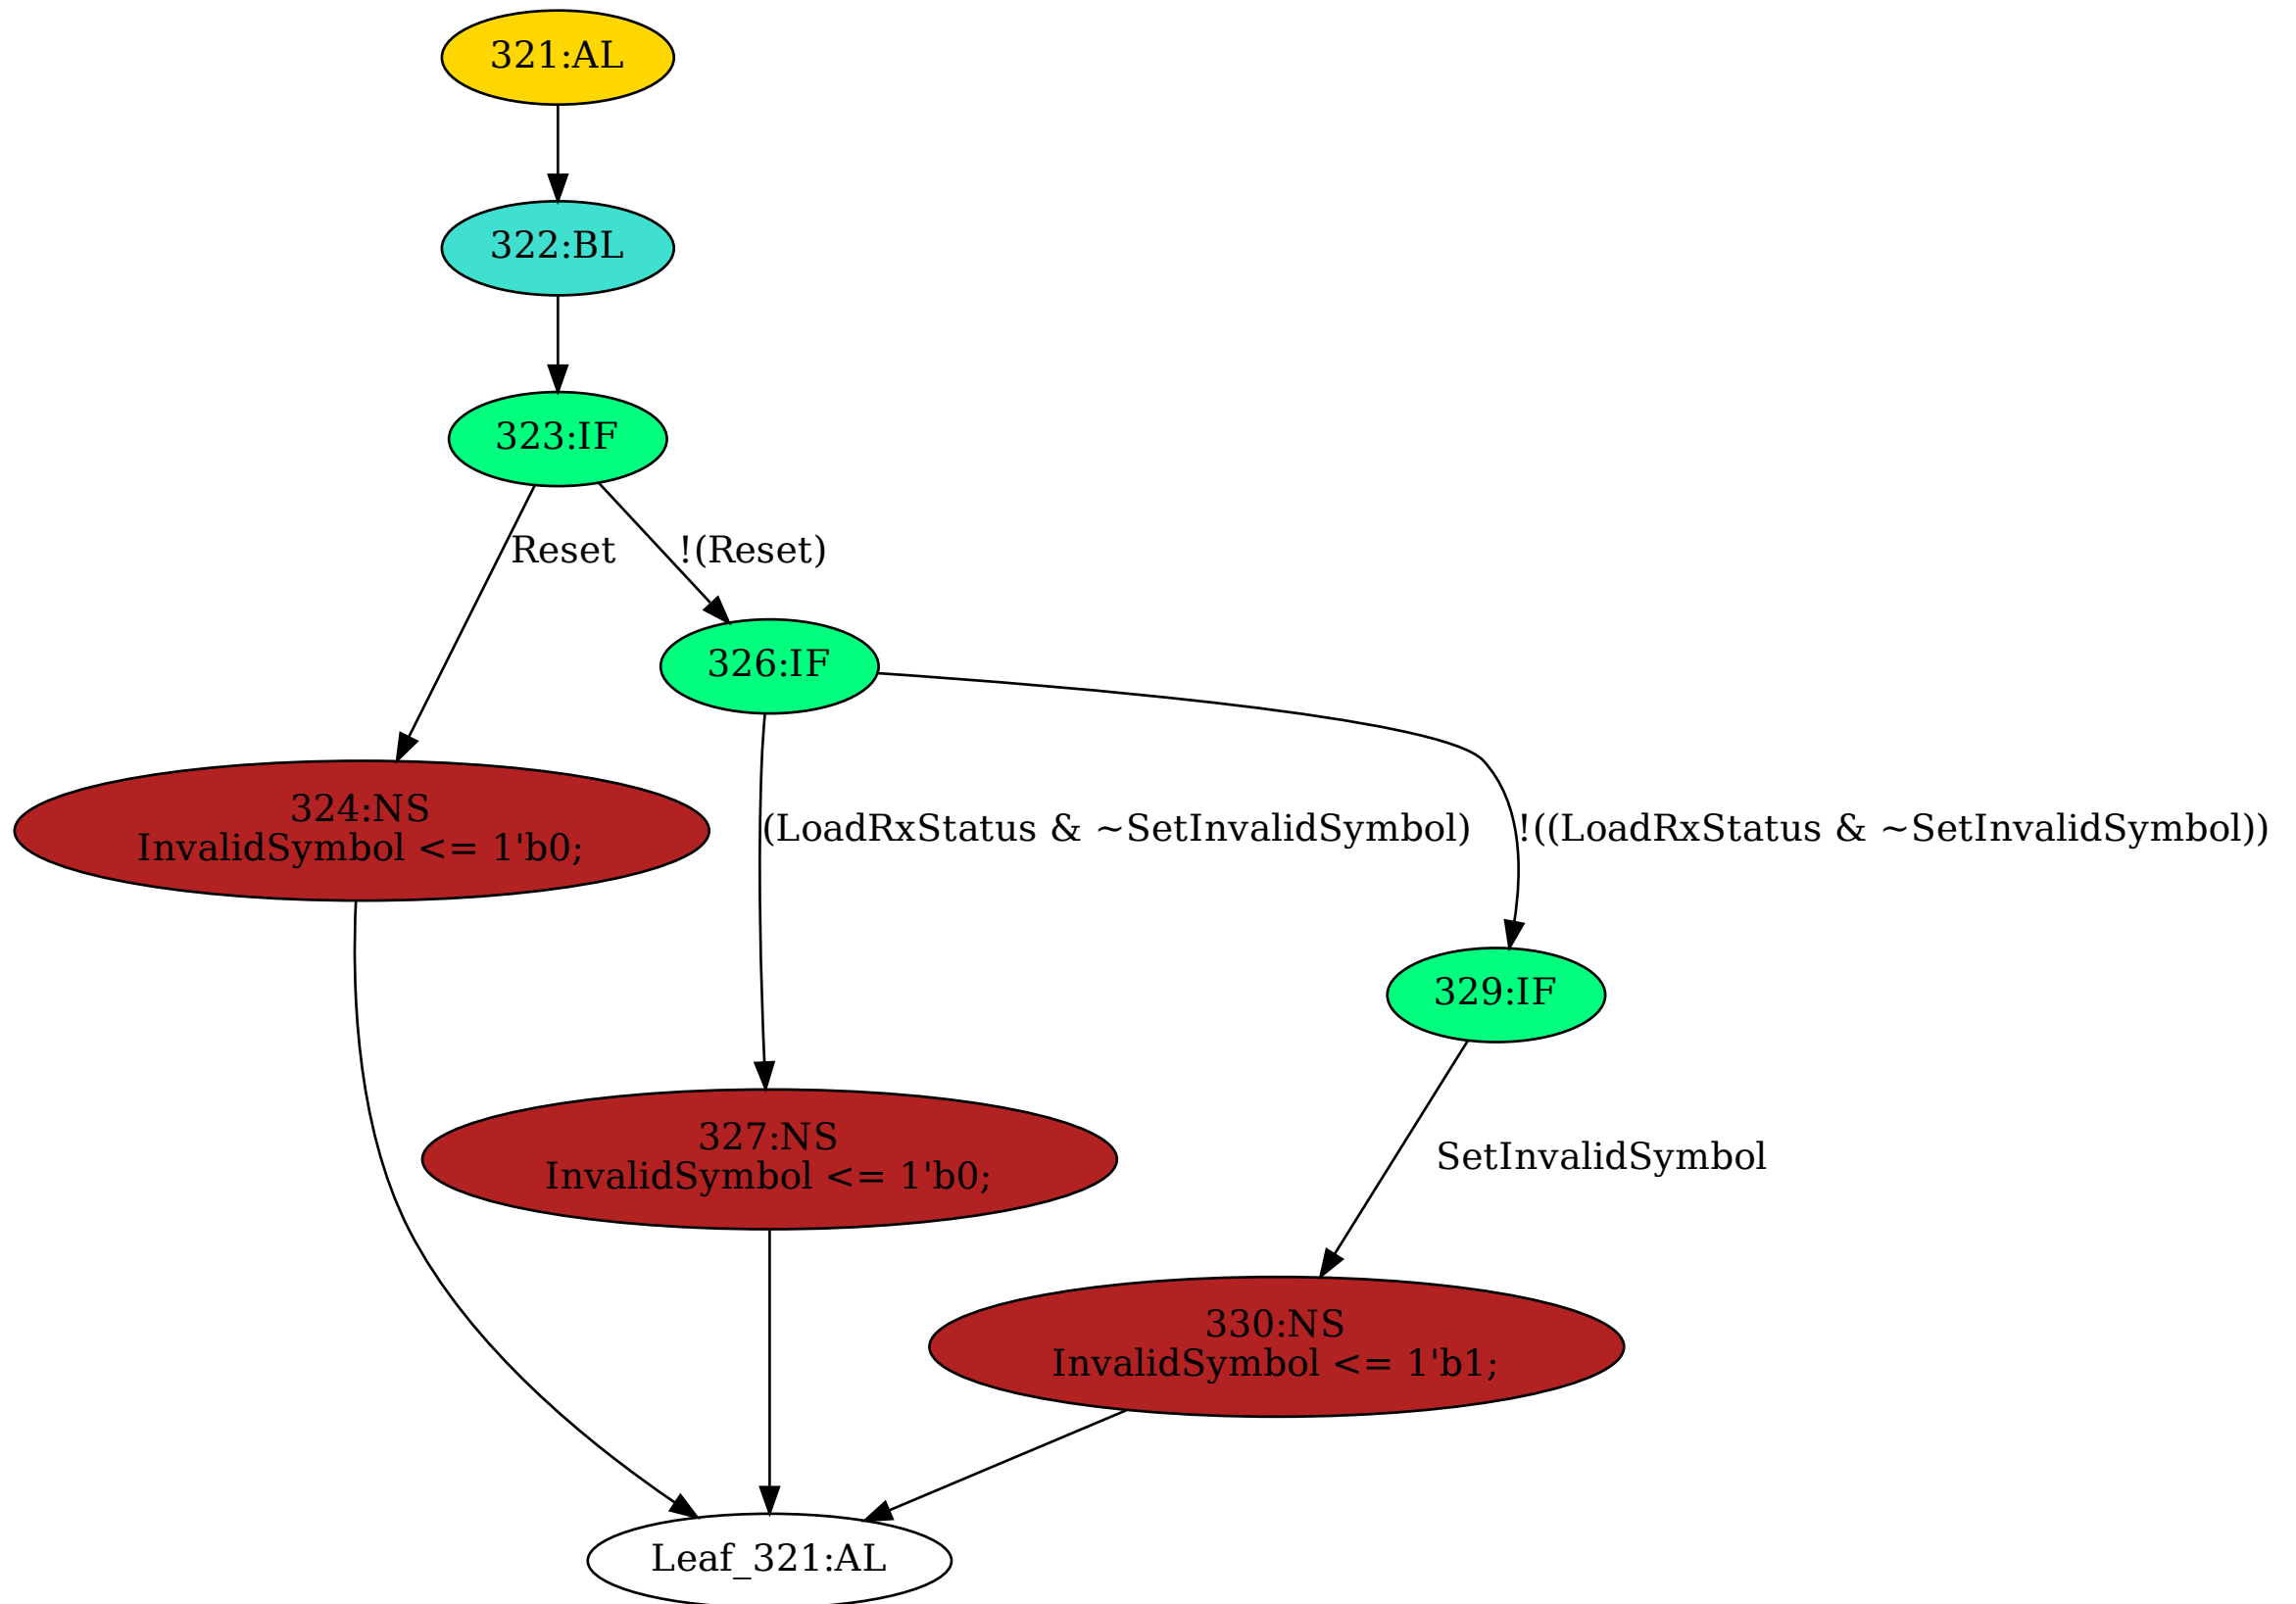 321:AL
322:BL
323:IF
Reset
!(Reset)
326:IF
324:NS
InvalidSymbol <= 1'b0;
(LoadRxStatus & ~SetInvalidSymbol)
!((LoadRxStatus & ~SetInvalidSymbol))
329:IF
327:NS
InvalidSymbol <= 1'b0;
SetInvalidSymbol
330:NS
InvalidSymbol <= 1'b1;
Leaf_321:AL